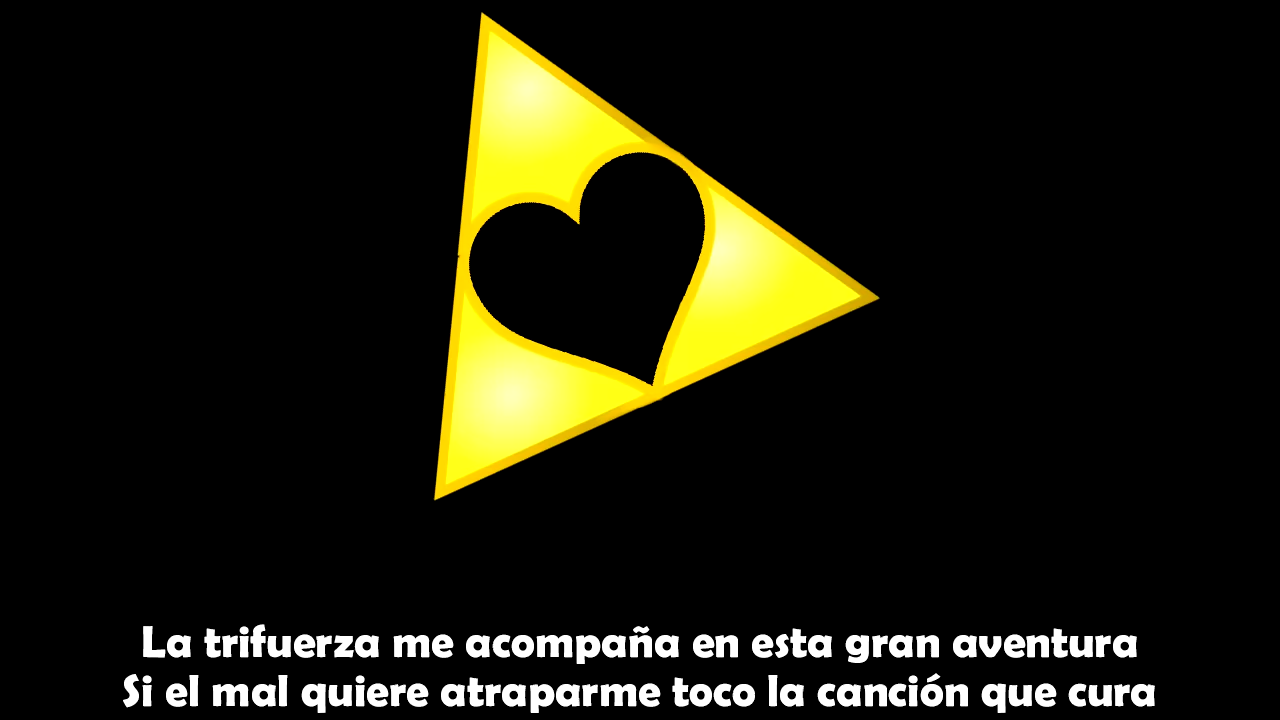 La trifuerza me acompaña en esta gran aventura
Si el mal quiere atraparme toco la canción que cura